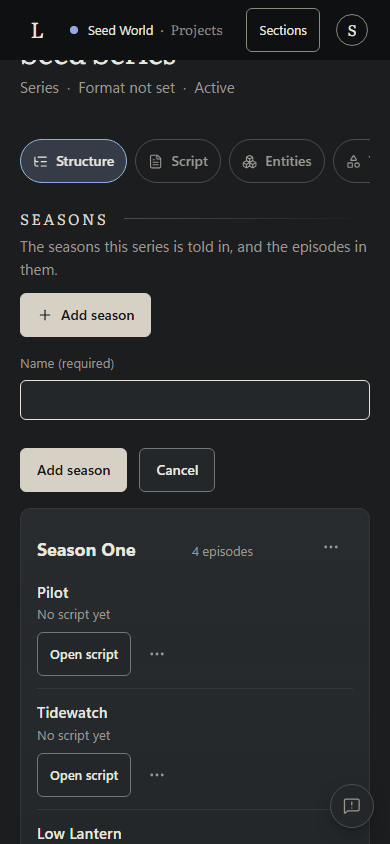 L
Seed World · Projects
Sections
S
Seed Series
Series · Format not set · Active
Structure
Script
Entities
SEASONS
The seasons this series is told in, and the episodes in
them.
+ Add season
Name (required)
Add season
Cancel
Season One
4 episodes
...
Pilot
No script yet
Open script
...
Tidewatch
No script yet
Open script
...
Low Lantern